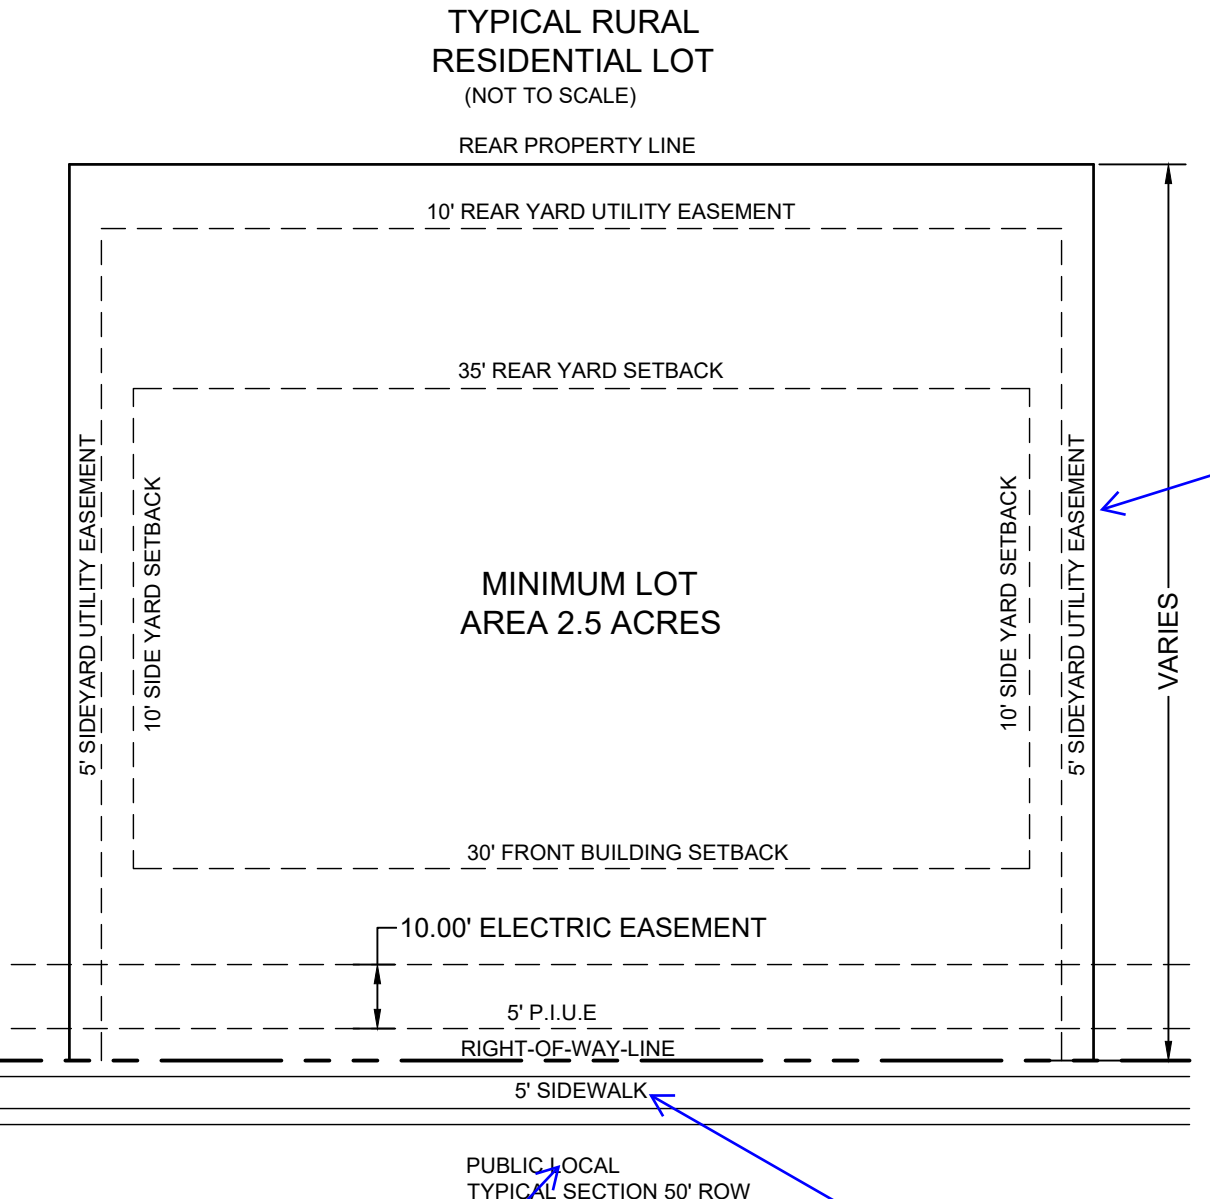 TYPICAL RURAL
RESIDENTIAL LOT
(NOT TO SCALE)
REAR PROPERTY LINE
10' REAR YARD UTILITY EASEMENT
35' REAR YARD SETBACK
5' SIDEYARD UTILITY EASEMENT
10' SIDE YARD SETBACK
MINIMUM LOT
AREA 2.5 ACRES
10' SIDE YARD SETBACK
5' SIDEYARD UTILITY EASEMENT
VARIES
30' FRONT BUILDING SETBACK
10.00' ELECTRIC EASEMENT
5' P.I.U.E
RIGHT-OF-WAY-LINE
5' SIDEWALK
PUBLIC LOCAL
TYPICAL SECTION 50' ROW